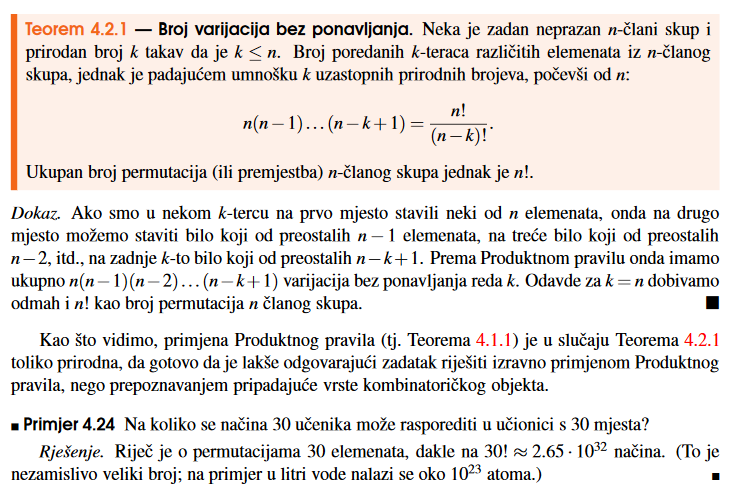 Teorem 4.2.1 — Broj varijacija bez ponavljanja. Neka je zadan neprazan n-člani skup i
prirodan broj k takav da je k ≤ n. Broj poredanih k-teraca različitih elemenata iz n-članog
skupa, jednak je padajućem umnošku k uzastopnih prirodnih brojeva, počevši od n:
n(n−1)…(n−k+1) = n!/(n−k)!.
Ukupan broj permutacija (ili premjestba) n-članog skupa jednak je n!.
Dokaz. Ako smo u nekom k-tercu na prvo mjesto stavili neki od n elemenata, onda na drugo
mjesto možemo staviti bilo koji od preostalih n−1 elemenata, na treće bilo koji od preostalih
n−2, itd., na zadnje k-to bilo koji od preostalih n−k+1. Prema Produktnom pravilu onda imamo
ukupno n(n−1)(n−2)…(n−k+1) varijacija bez ponavljanja reda k. Odavde za k = n dobivamo
odmah i n! kao broj permutacija n članog skupa. ■
Kao što vidimo, primjena Produktnog pravila (tj. Teorema 4.1.1) je u slučaju Teorema 4.2.1
toliko prirodna, da gotovo da je lakše odgovarajući zadatak riješiti izravno primjenom Produktnog
pravila, nego prepoznavanjem pripadajuće vrste kombinatoričkog objekta.
■ Primjer 4.24 Na koliko se načina 30 učenika može rasporediti u učionici s 30 mjesta?
Rješenje. Riječ je o permutacijama 30 elemenata, dakle na 30! ≈ 2.65 · 10³² načina. (To je
nezamislivo veliki broj; na primjer u litri vode nalazi se oko 10²³ atoma.) ■